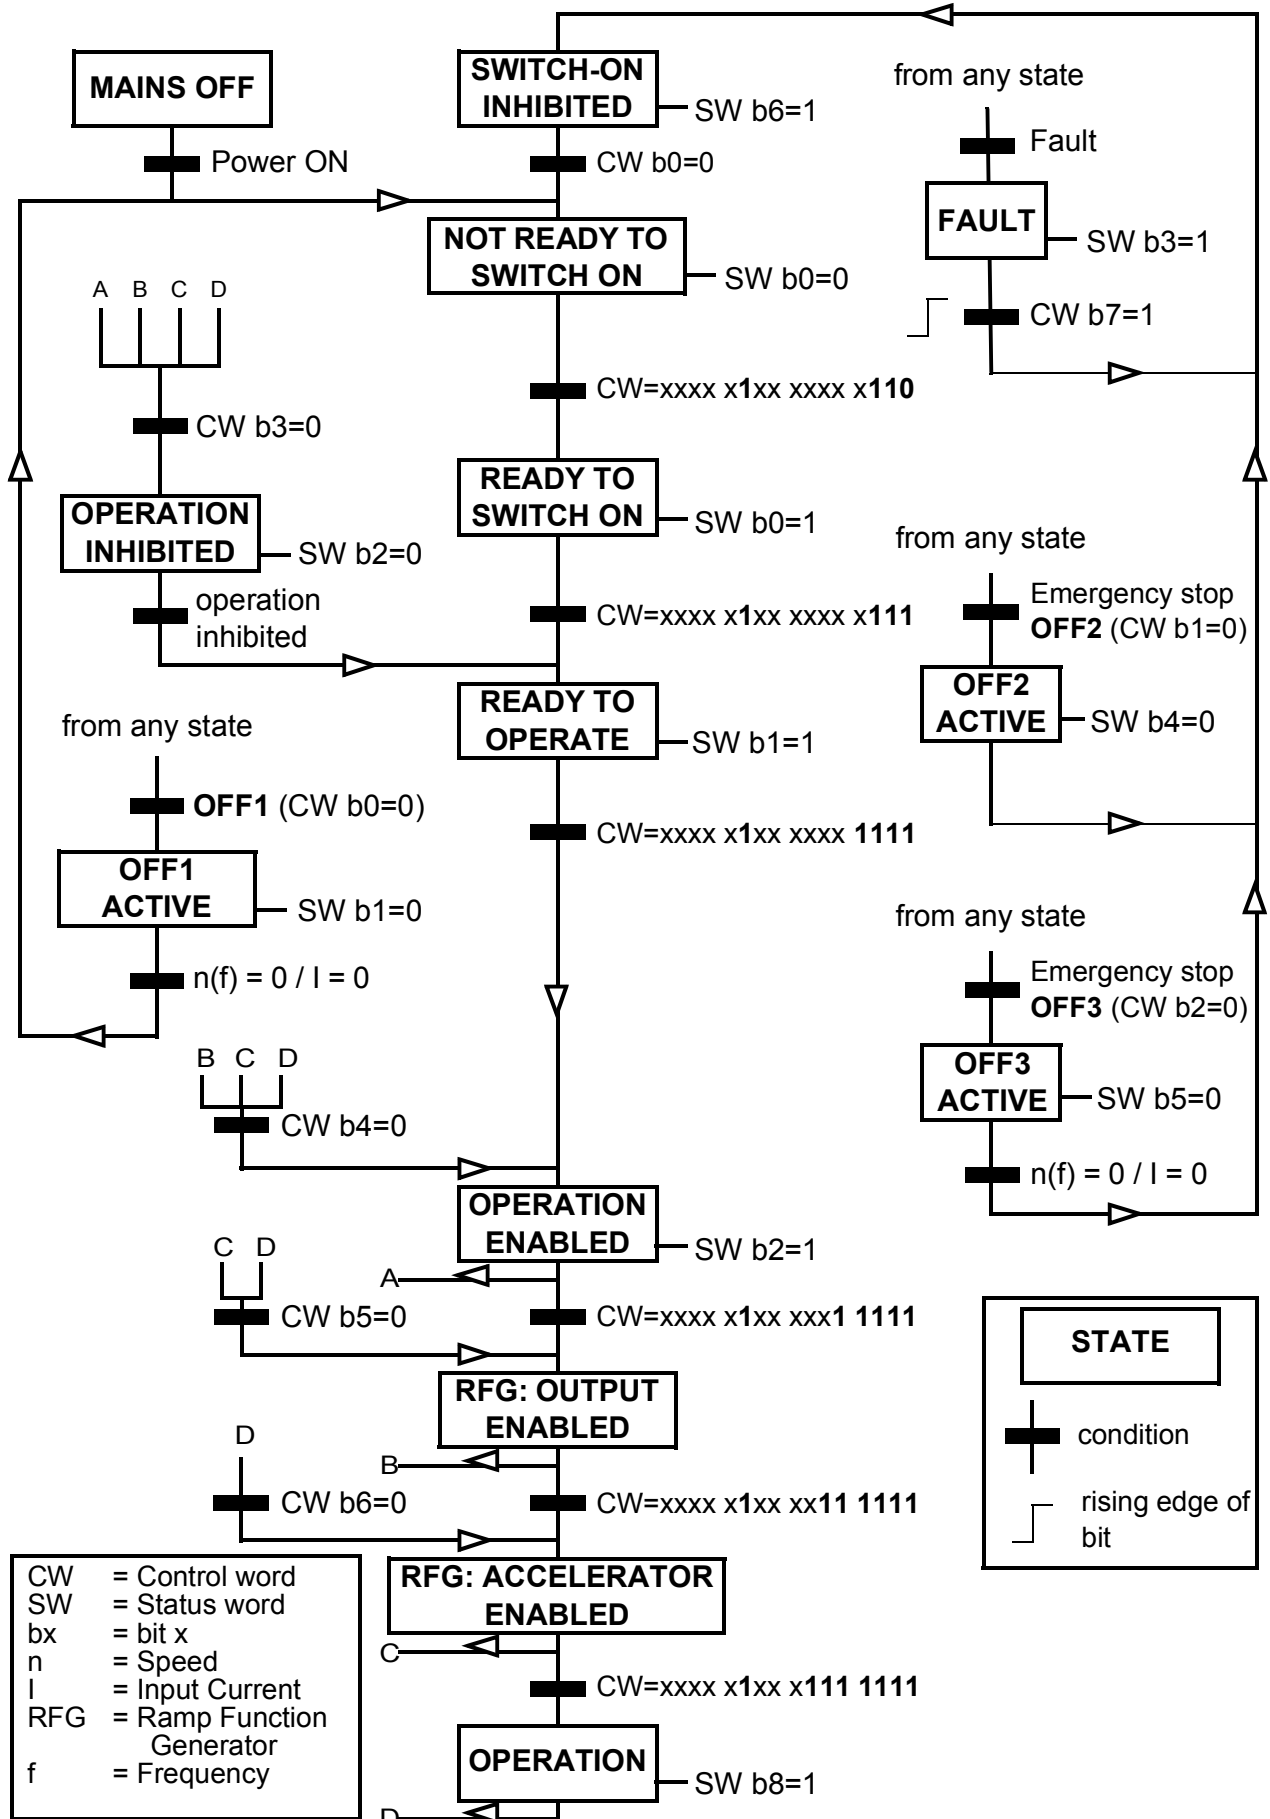 MAINS OFF
Power ON
SWITCH-ON
INHIBITED
SW b6=1
CW b0=0
from any state
Fault
FAULT
SW b3=1
CW b7=1
NOT READY TO
SWITCH ON
SW b0=0
A B C D
CW b3=0
OPERATION
INHIBITED
SW b2=0
operation
inhibited
CW=xxxx x1xx xxxx x110
READY TO
SWITCH ON
SW b0=1
CW=xxxx x1xx xxxx x111
from any state
Emergency stop
OFF2 (CW b1=0)
OFF2
ACTIVE
SW b4=0
READY TO
OPERATE
SW b1=1
CW=xxxx x1xx xxxx 1111
from any state
OFF1 (CW b0=0)
OFF1
ACTIVE
SW b1=0
n(f) = 0 / I = 0
from any state
Emergency stop
OFF3 (CW b2=0)
OFF3
ACTIVE
SW b5=0
n(f) = 0 / I = 0
B C D
CW b4=0
OPERATION
ENABLED
SW b2=1
A
C D
CW b5=0
CW=xxxx x1xx xxx1 1111
RFG: OUTPUT
ENABLED
B
D
CW b6=0
CW=xxxx x1xx xx11 1111
RFG: ACCELERATOR
ENABLED
C
CW=xxxx x1xx x111 1111
OPERATION
SW b8=1
D
STATE
condition
rising edge of
bit
CW = Control word
SW = Status word
bx = bit x
n = Speed
I = Input Current
RFG = Ramp Function
Generator
f = Frequency